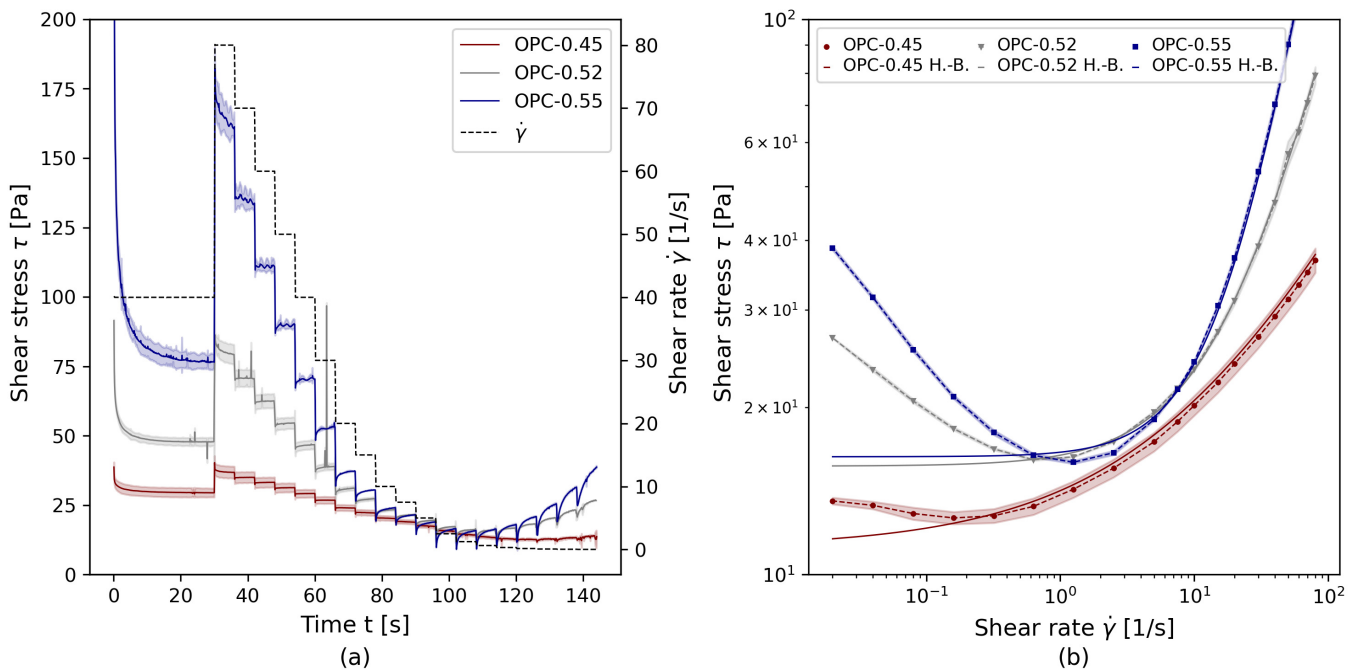 200
175
150
125
100
75
50
25
0
Shear stress τ [Pa]
0
20
40
60
80
100
120
140
Time t [s]
80
70
60
50
40
30
20
10
0
Shear rate γ̇ [1/s]
OPC-0.45
OPC-0.52
OPC-0.55
γ̇
(a)
10²
6 × 10¹
4 × 10¹
3 × 10¹
2 × 10¹
10¹
Shear stress τ [Pa]
10⁻¹
10⁰
10¹
10²
Shear rate γ̇ [1/s]
OPC-0.45 OPC-0.52 OPC-0.55
OPC-0.45 H.-B. OPC-0.52 H.-B. OPC-0.55 H.-B.
(b)